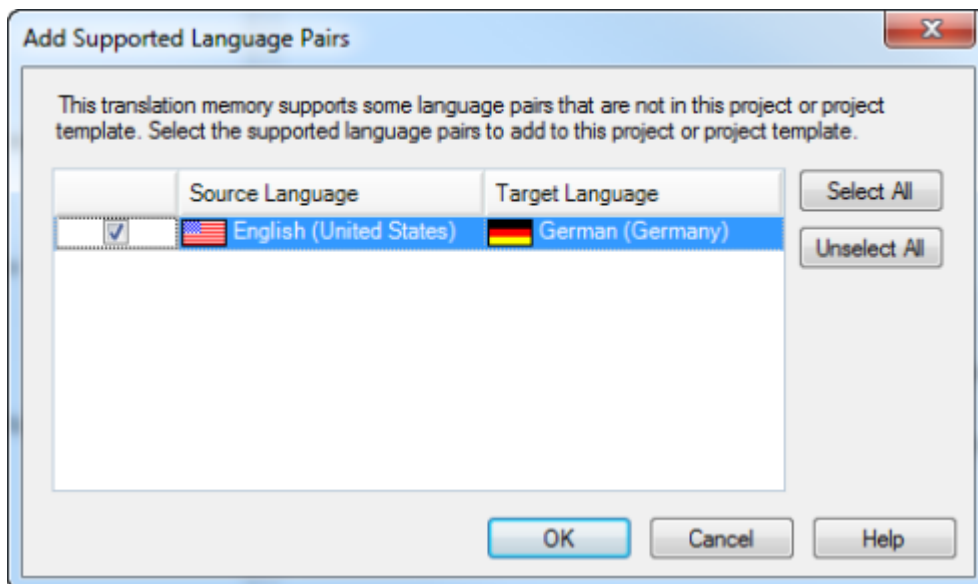 Add Supported Language Pairs
This translation memory supports some language pairs that are not in this project or project
template. Select the supported language pairs to add to this project or project template.
Source Language Target Language
English (United States) German (Germany)
Select All
Unselect All
OK Cancel Help